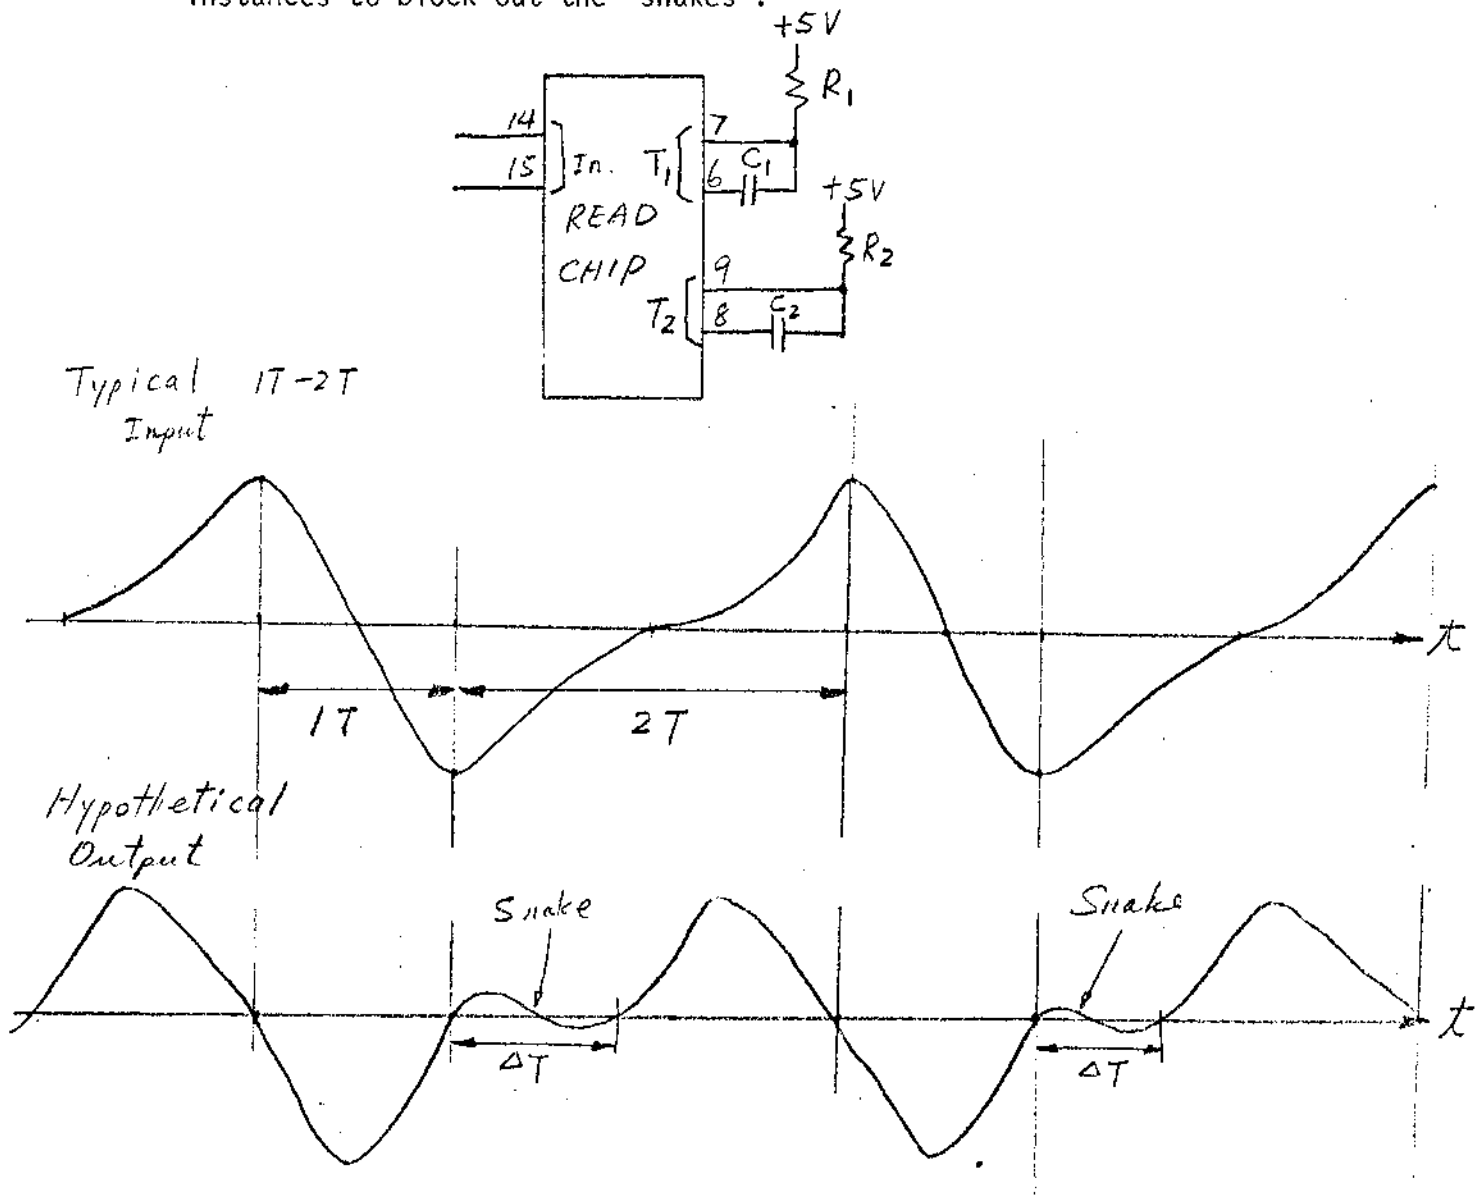 instances to block out the "snakes".
+5V
R1
14
7
15
In.
T1
6
C1
+5V
READ
R2
CHIP
9
T2
8
C2
Typical 1T-2T
Input
t
1T
2T
Hypothetical
Output
Snake
Snake
t
ΔT
ΔT